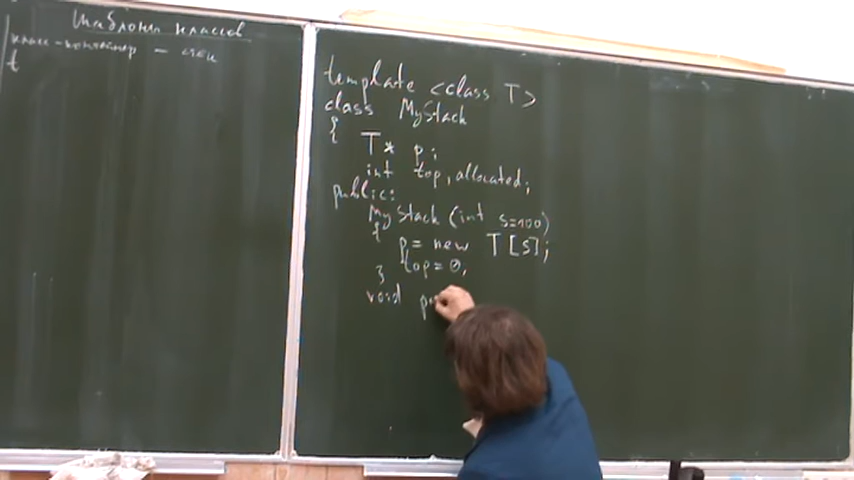 Шаблоны классов
класс-контейнер — стек
t
template <class T>
class MyStack
{ T* p;
int top, allocated;
public:
MyStack (int s=100)
{ p = new T[s];
top = 0;
}
void